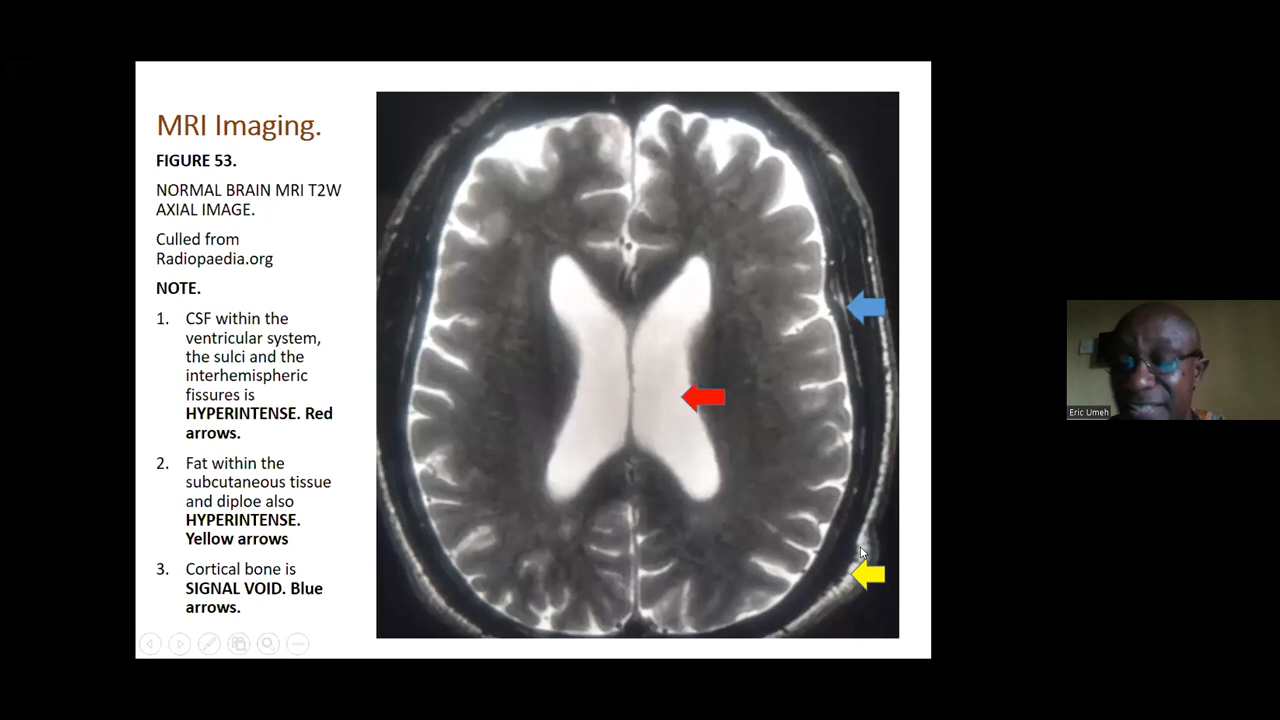 MRI Imaging.
FIGURE 53.
NORMAL BRAIN MRI T2W
AXIAL IMAGE.
Culled from
Radiopaedia.org
NOTE.
1. CSF within the
ventricular system,
the sulci and the
interhemispheric
fissures is
HYPERINTENSE. Red
arrows.
2. Fat within the
subcutaneous tissue
and diploe also
HYPERINTENSE.
Yellow arrows
3. Cortical bone is
SIGNAL VOID. Blue
arrows.
Eric Umeh